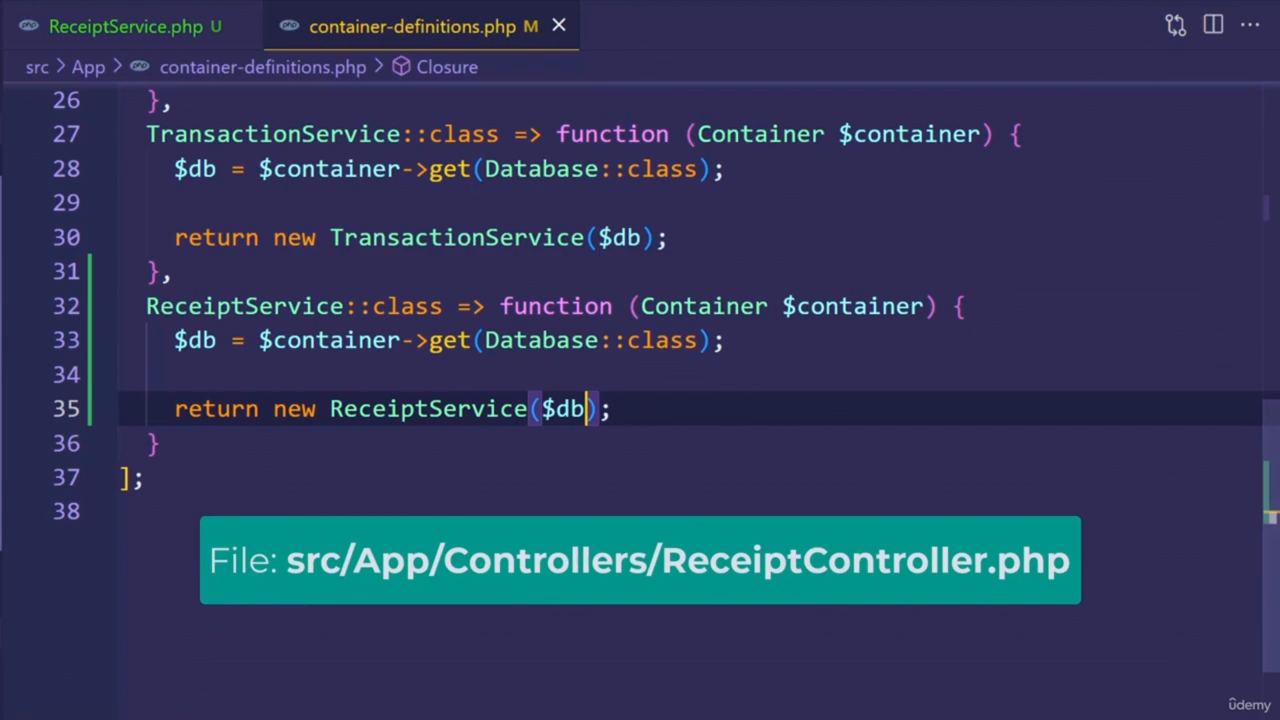 ReceiptService.php U
container-definitions.php M
src > App > container-definitions.php > Closure
26 },
27 TransactionService::class => function (Container $container) {
28 $db = $container->get(Database::class);
29
30 return new TransactionService($db);
31 },
32 ReceiptService::class => function (Container $container) {
33 $db = $container->get(Database::class);
34
35 return new ReceiptService($db);
36 }
37 ];
38
File: src/App/Controllers/ReceiptController.php
ûdemy